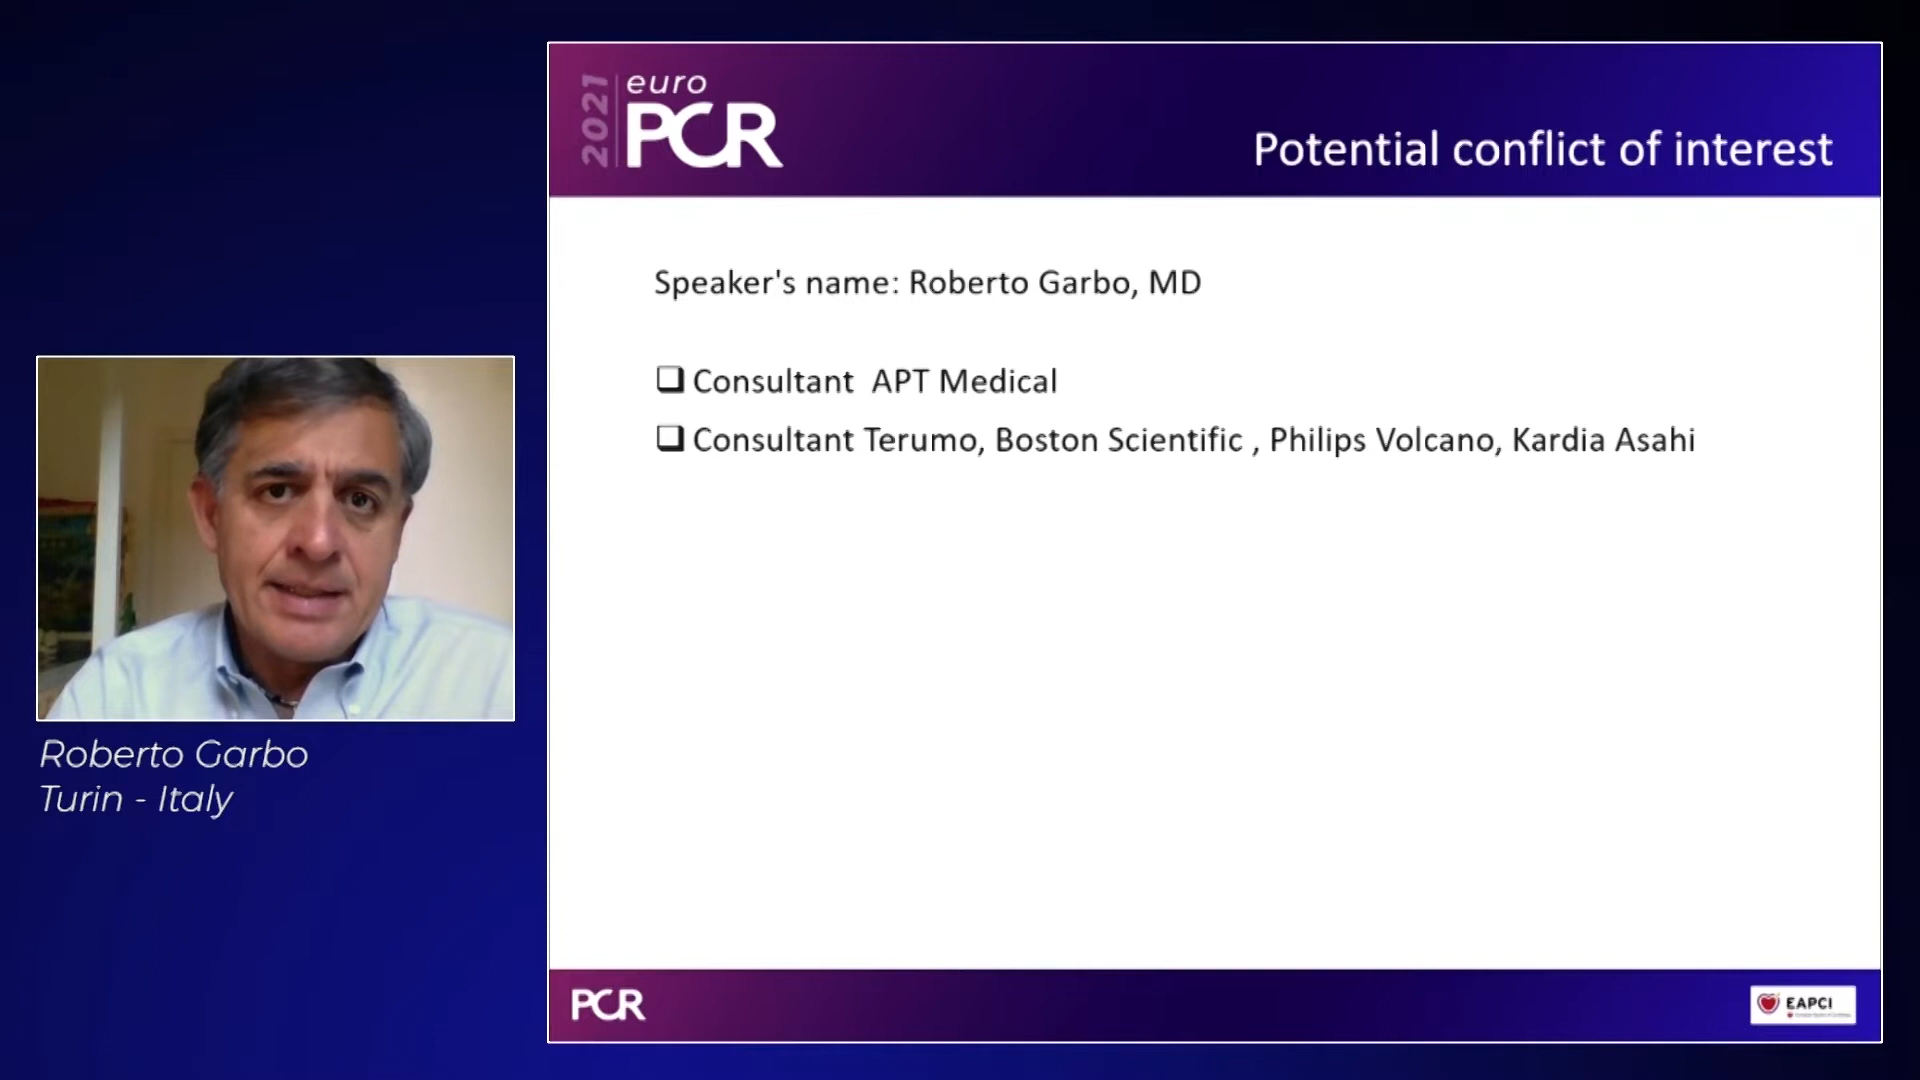 2021
euro
PCR
Potential conflict of interest
Speaker's name: Roberto Garbo, MD
Consultant  APT Medical
Consultant Terumo, Boston Scientific , Philips Volcano, Kardia Asahi
Roberto Garbo
Turin - Italy
PCR
EAPCI